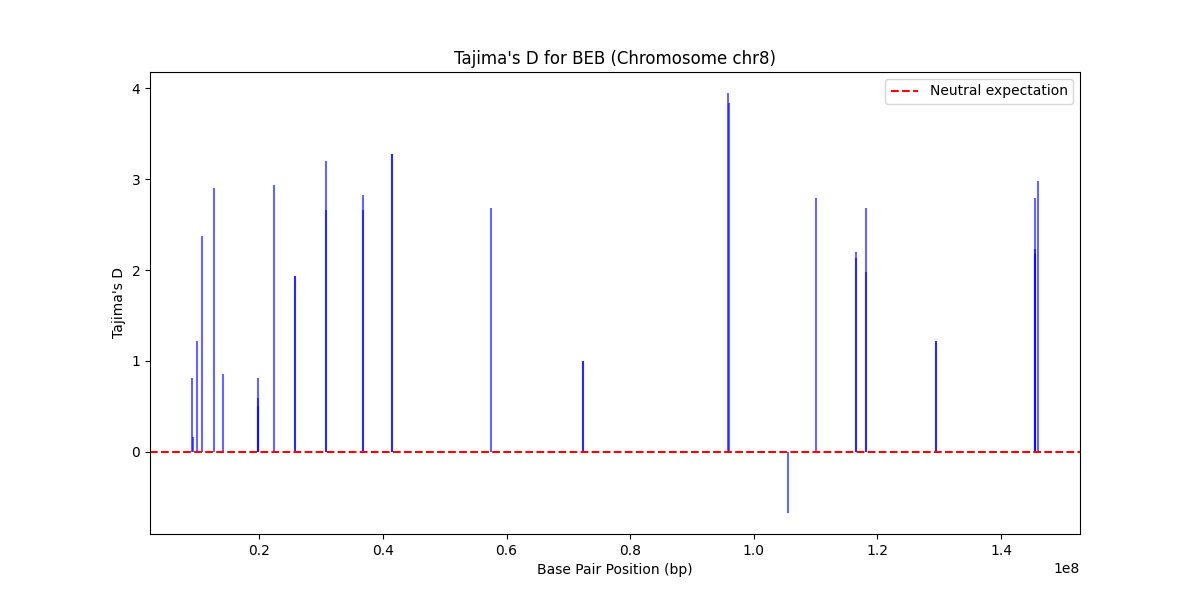 Tajima's D for BEB (Chromosome chr8)
Neutral expectation
Tajima's D
4
3
2
1
0
0.2 0.4 0.6 0.8 1.0 1.2 1.4
1e8
Base Pair Position (bp)